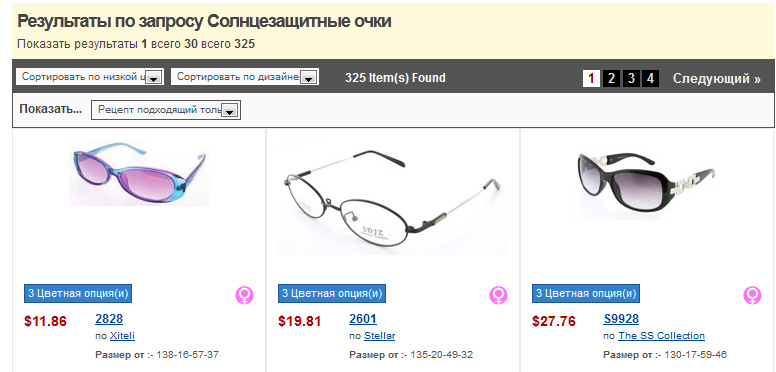 Результаты по запросу Солнцезащитные очки
Показать результаты 1 всего 30 всего 325
Сортировать по низкой ц
Сортировать по дизайне
325 Item(s) Found
1 2 3 4 Следующий »
Показать...
Рецепт подходящий толь
SDJZ
3 Цветная опция(и)
3 Цветная опция(и)
3 Цветная опция(и)
$11.86 2828
по Xiteli
Размер от :- 138-16-57-37
$19.81 2601
по Stellar
Размер от :- 135-20-49-32
$27.76 S9928
по The SS Collection
Размер от :- 130-17-59-46